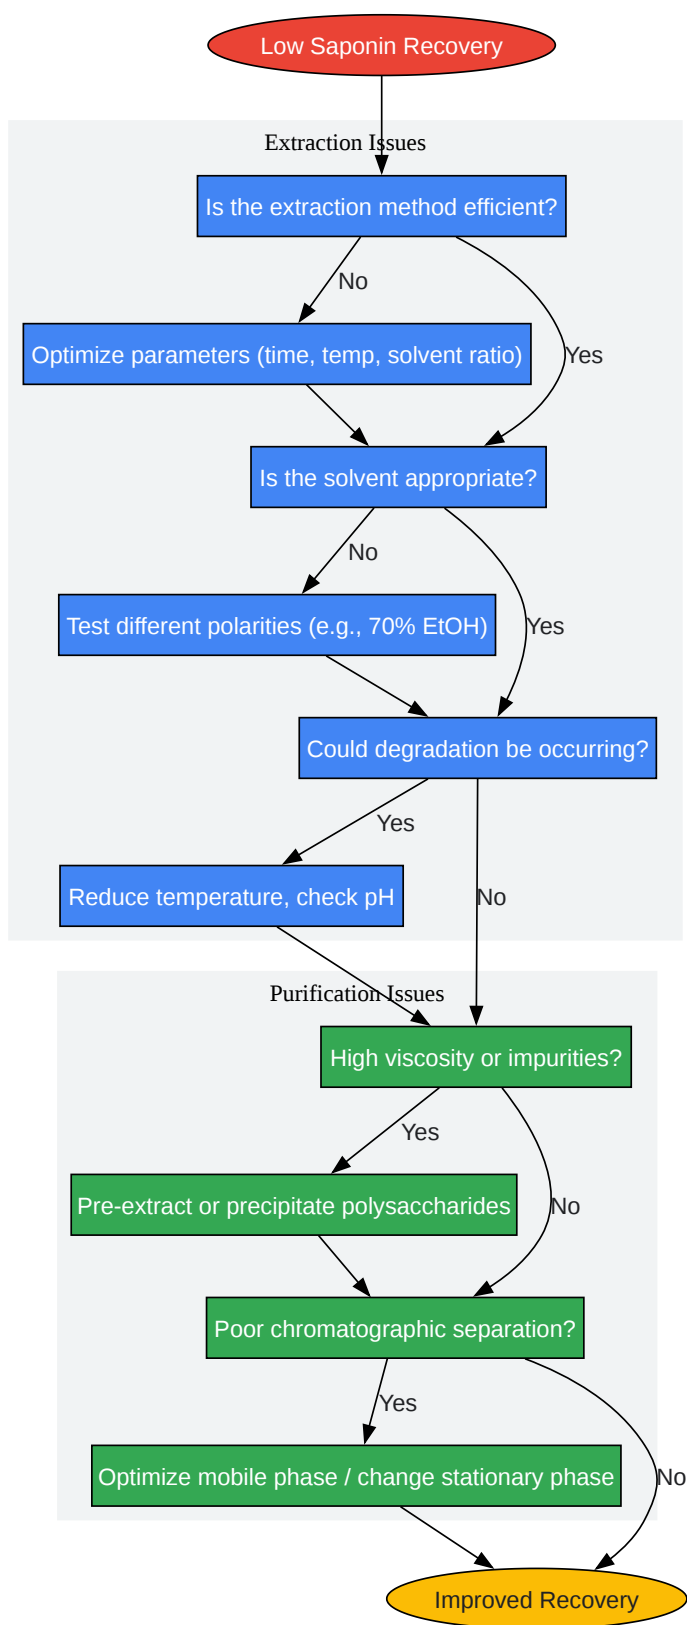 Low Saponin Recovery
Extraction Issues
Is the extraction method efficient?
No
Optimize parameters (time, temp, solvent ratio)
Yes
Is the solvent appropriate?
No
Test different polarities (e.g., 70% EtOH)
Yes
Could degradation be occurring?
Yes
Reduce temperature, check pH
No
Purification Issues
High viscosity or impurities?
Yes
Pre-extract or precipitate polysaccharides
No
Poor chromatographic separation?
Yes
Optimize mobile phase / change stationary phase
No
Improved Recovery